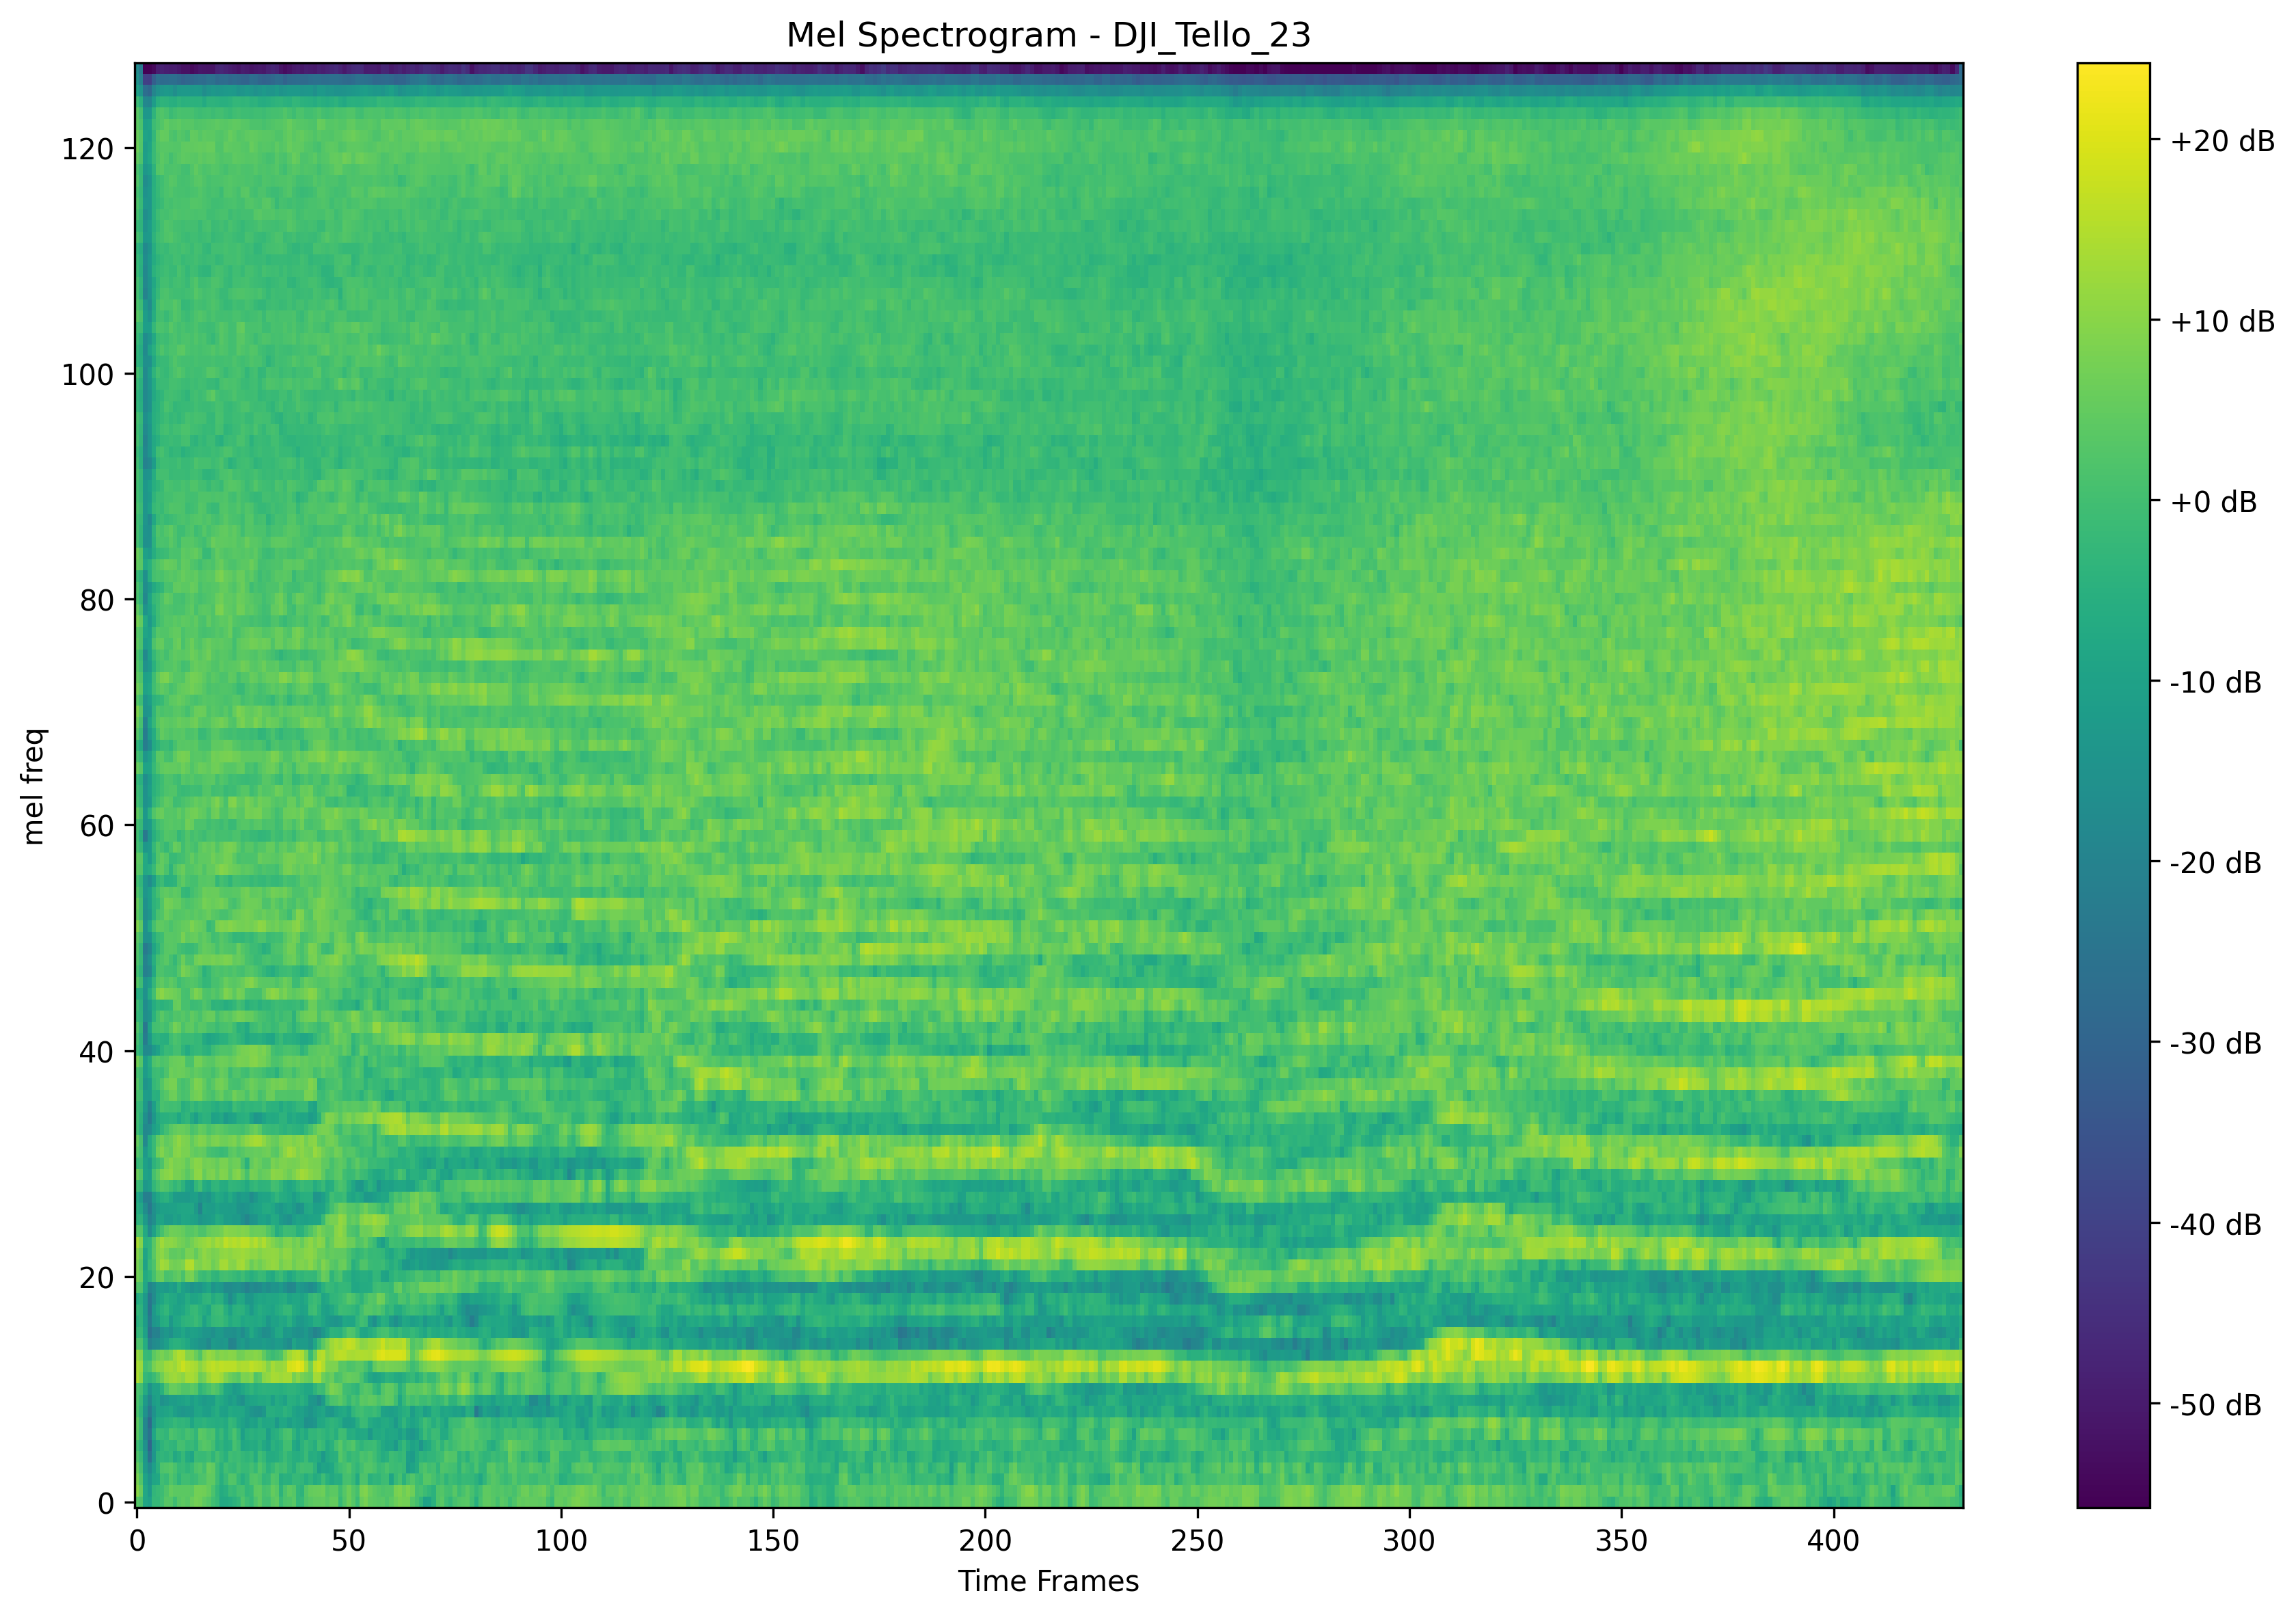 Mel Spectrogram - DJI_Tello_23
mel freq
120
100
80
60
40
20
0
0 50 100 150 200 250 300 350 400
Time Frames
+20 dB
+10 dB
+0 dB
-10 dB
-20 dB
-30 dB
-40 dB
-50 dB